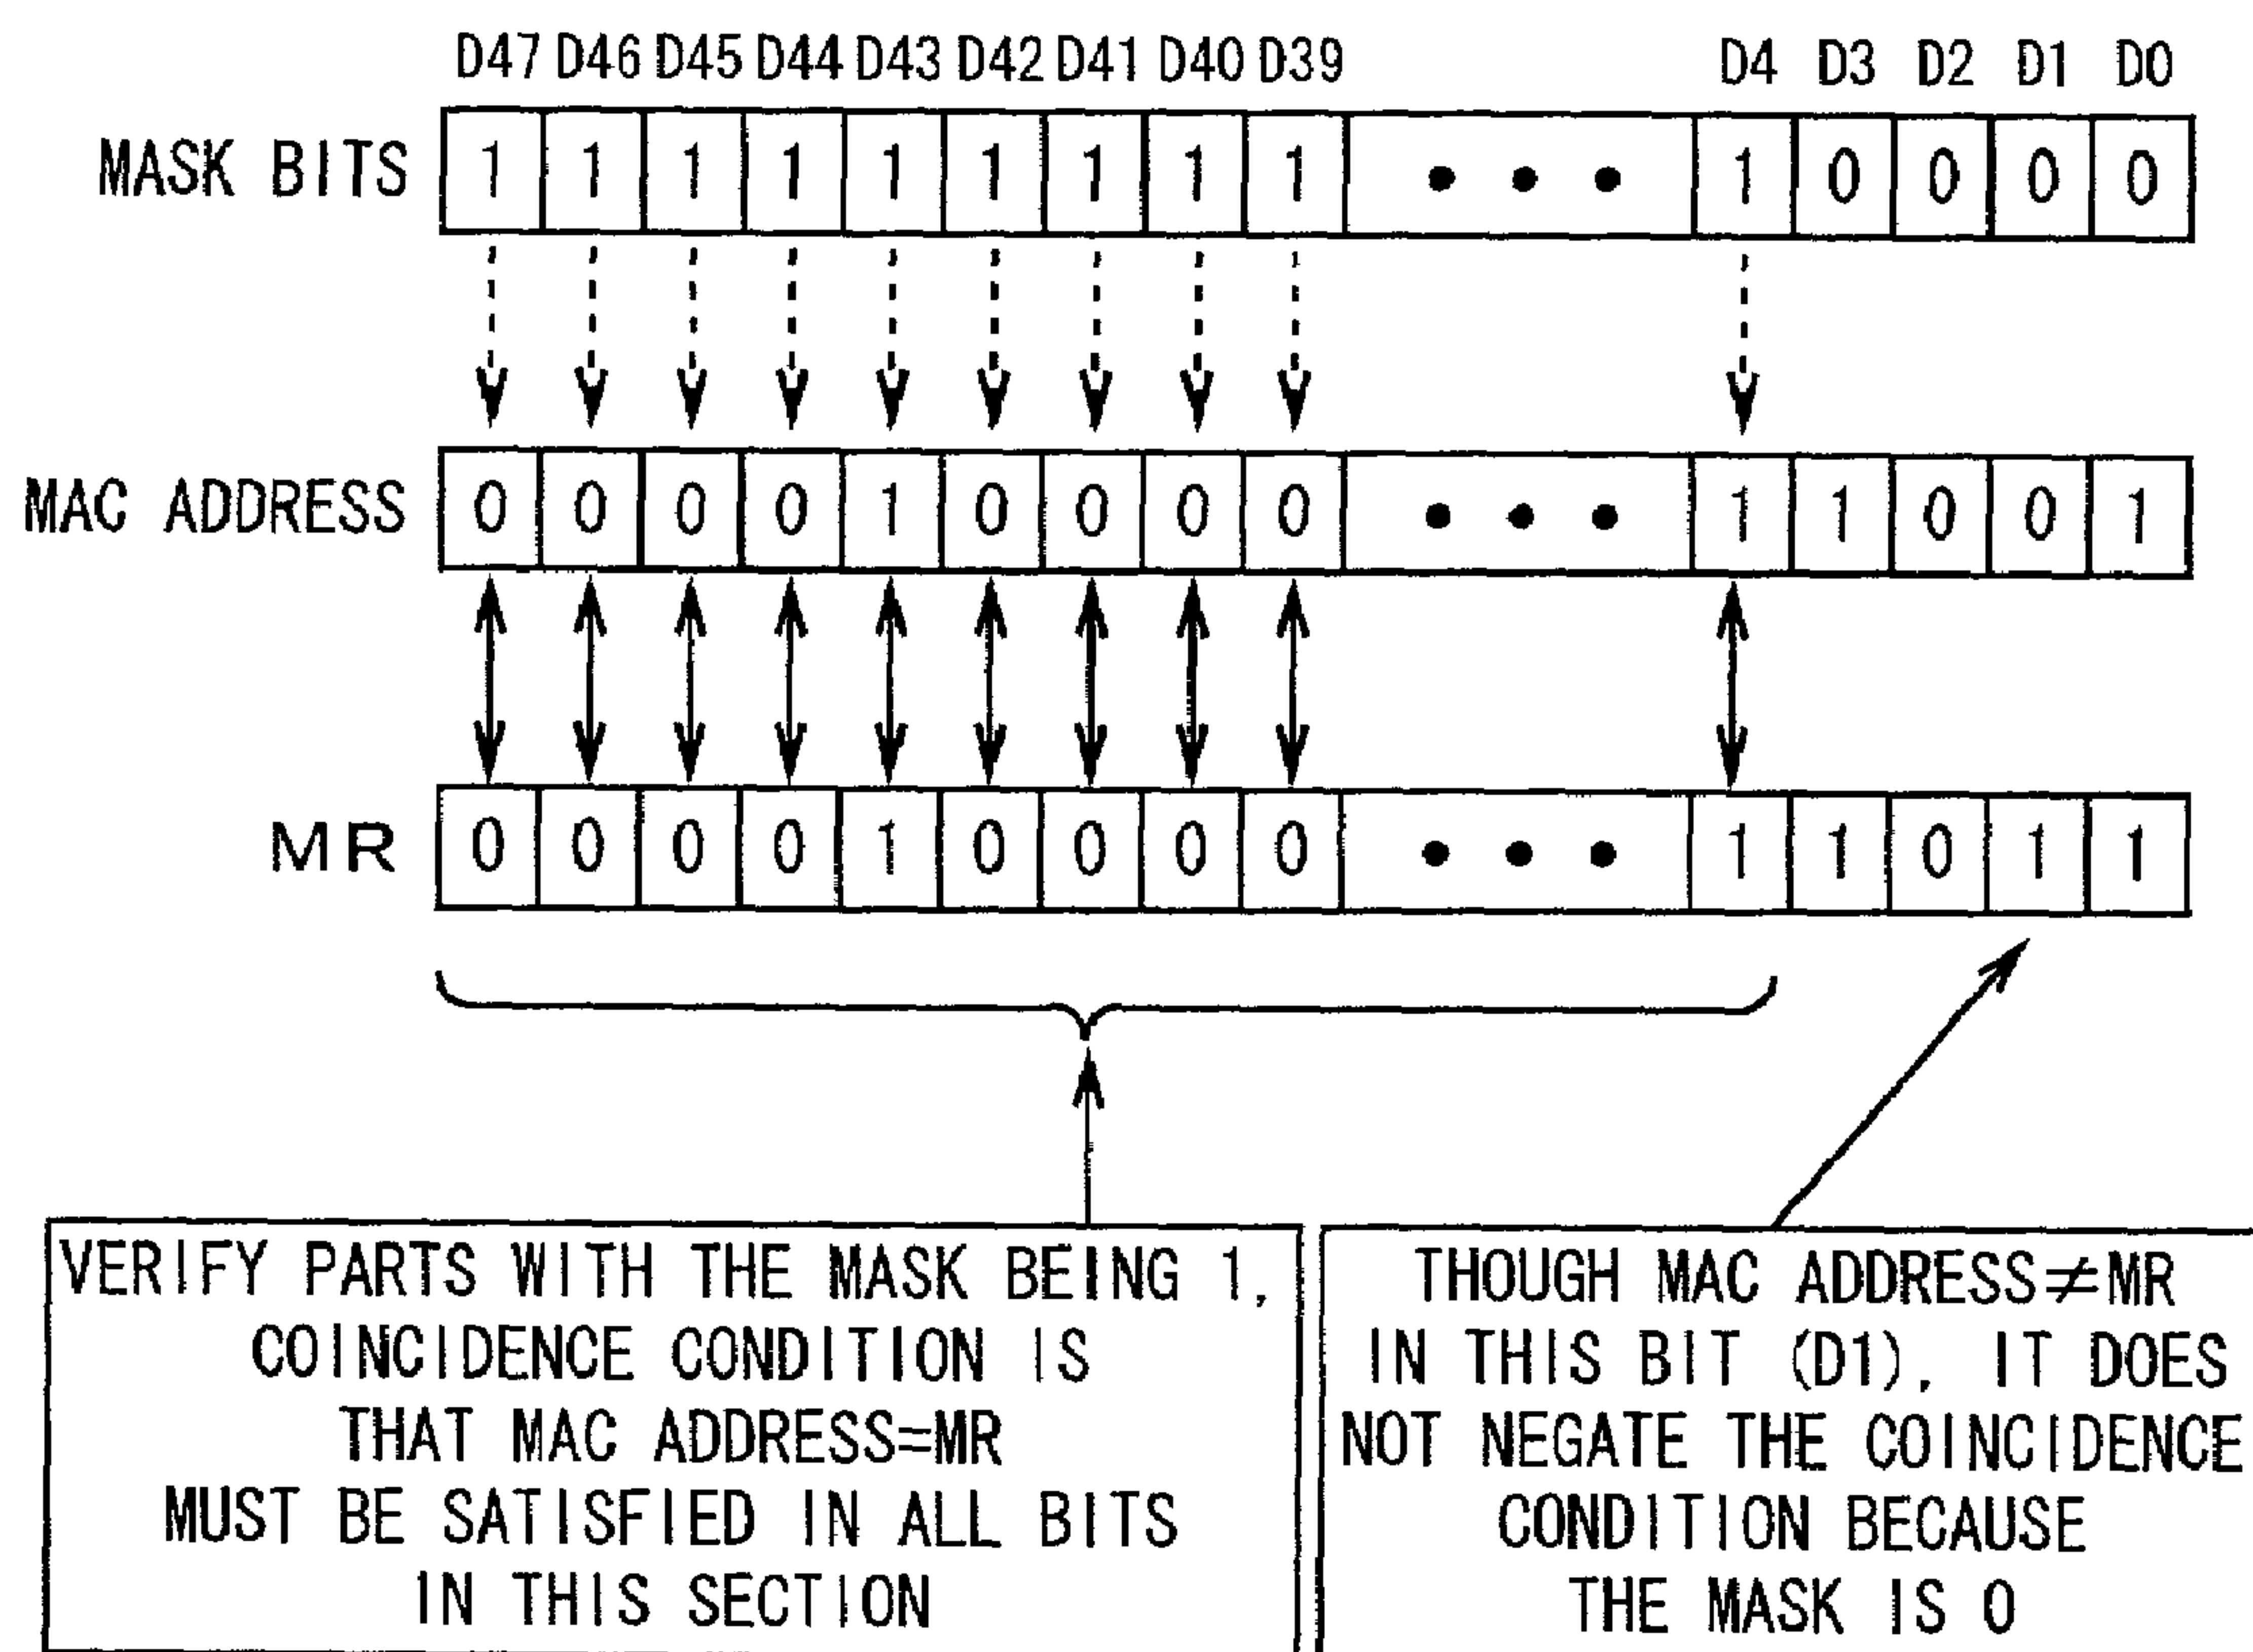 D47 D46 D45 D44 D43 D42 D41 D40 D39 D4 D3 D2 D1 D0
MASK BITS 1 1 1 1 1 1 1 1 1 • • • 1 0 0 0 0
MAC ADDRESS 0 0 0 0 1 0 0 0 0 • • • 1 1 0 0 1
MR 0 0 0 0 1 0 0 0 0 • • • 1 1 0 1 1
VERIFY PARTS WITH THE MASK BEING 1,
COINCIDENCE CONDITION IS
THAT MAC ADDRESS=MR
MUST BE SATISFIED IN ALL BITS
IN THIS SECTION
THOUGH MAC ADDRESS≠MR
IN THIS BIT (D1), IT DOES
NOT NEGATE THE COINCIDENCE
CONDITION BECAUSE
THE MASK IS 0